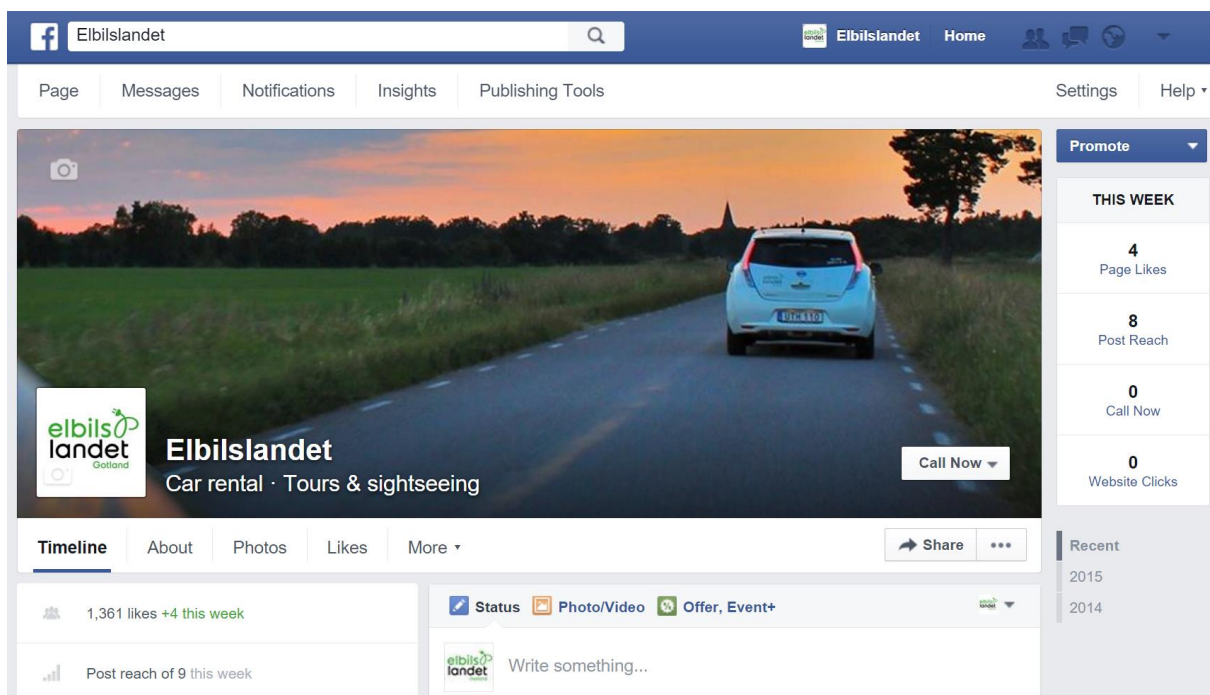 Elbilslandet
Elbilslandet Home
Page Messages Notifications Insights Publishing Tools Settings Help
Promote
THIS WEEK
4
Page Likes
8
Post Reach
0
Call Now
0
Website Clicks
UTH 110
elbils
landet
Gotland
Elbilslandet
Car rental · Tours & sightseeing
Call Now
Timeline About Photos Likes More
Share
Recent
2015
2014
1,361 likes +4 this week
Post reach of 9 this week
Status Photo/Video Offer, Event+
elbils
landet
Write something...